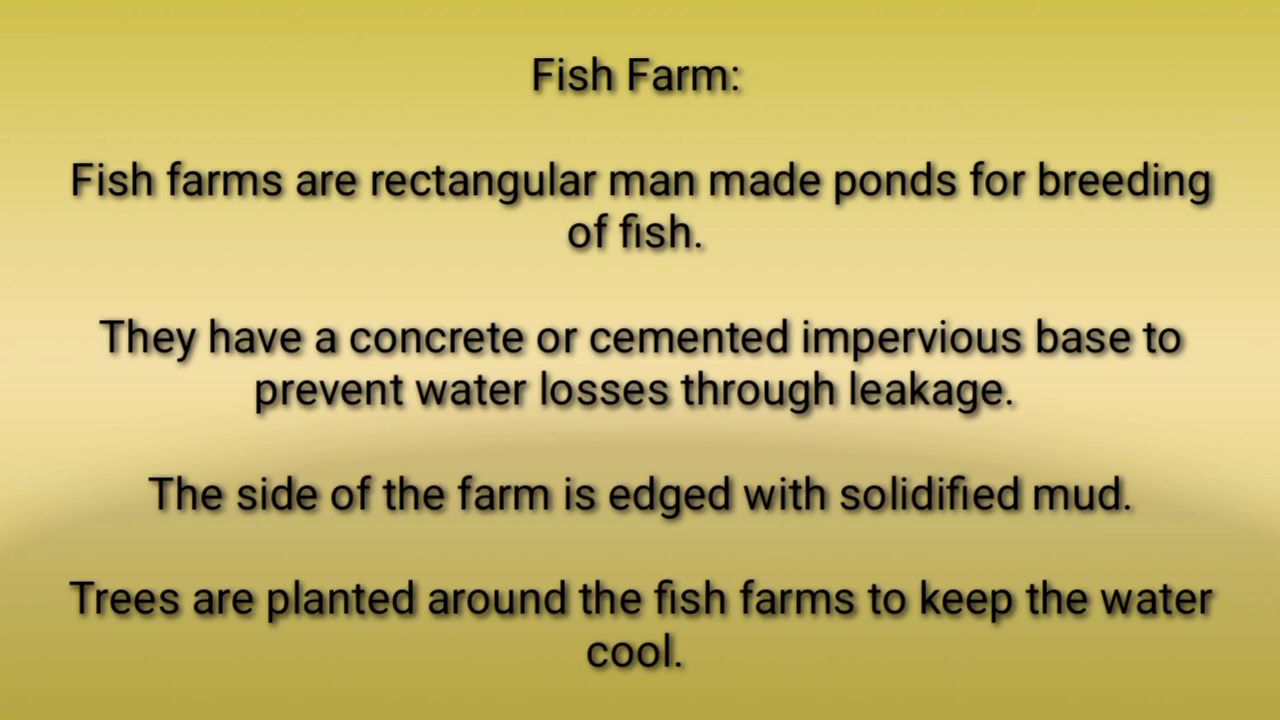 Fish Farm:
Fish farms are rectangular man made ponds for breeding
of fish.
They have a concrete or cemented impervious base to
prevent water losses through leakage.
The side of the farm is edged with solidified mud.
Trees are planted around the fish farms to keep the water
cool.